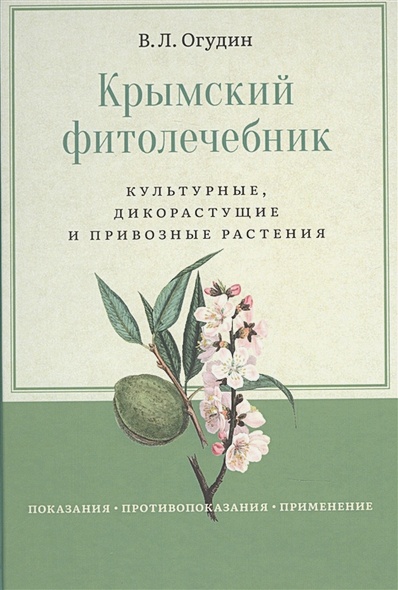 В. Л. Огудин
Крымский
фитолечебник
КУЛЬТУРНЫЕ,
ДИКОРАСТУЩИЕ
И ПРИВОЗНЫЕ РАСТЕНИЯ
ПОКАЗАНИЯ • ПРОТИВОПОКАЗАНИЯ • ПРИМЕНЕНИЕ